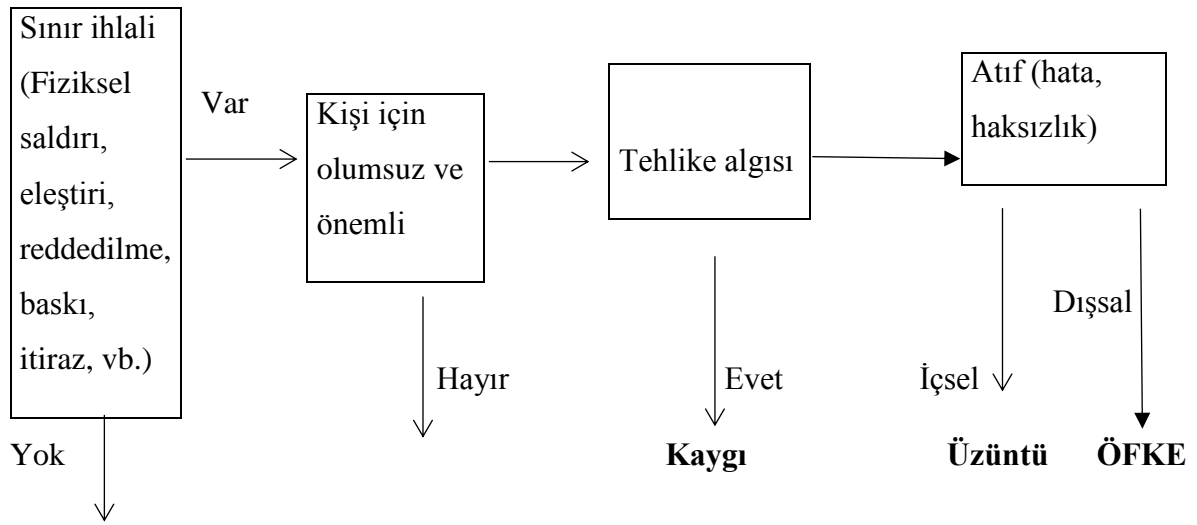 Sınır ihlali
(Fiziksel
saldırı,
eleştiri,
reddedilme,
baskı,
itiraz, vb.)
Var
Kişi için
olumsuz ve
önemli
Tehlike algısı
Atıf (hata,
haksızlık)
Yok
Hayır
Evet
Kaygı
İçsel
Üzüntü
Dışsal
ÖFKE